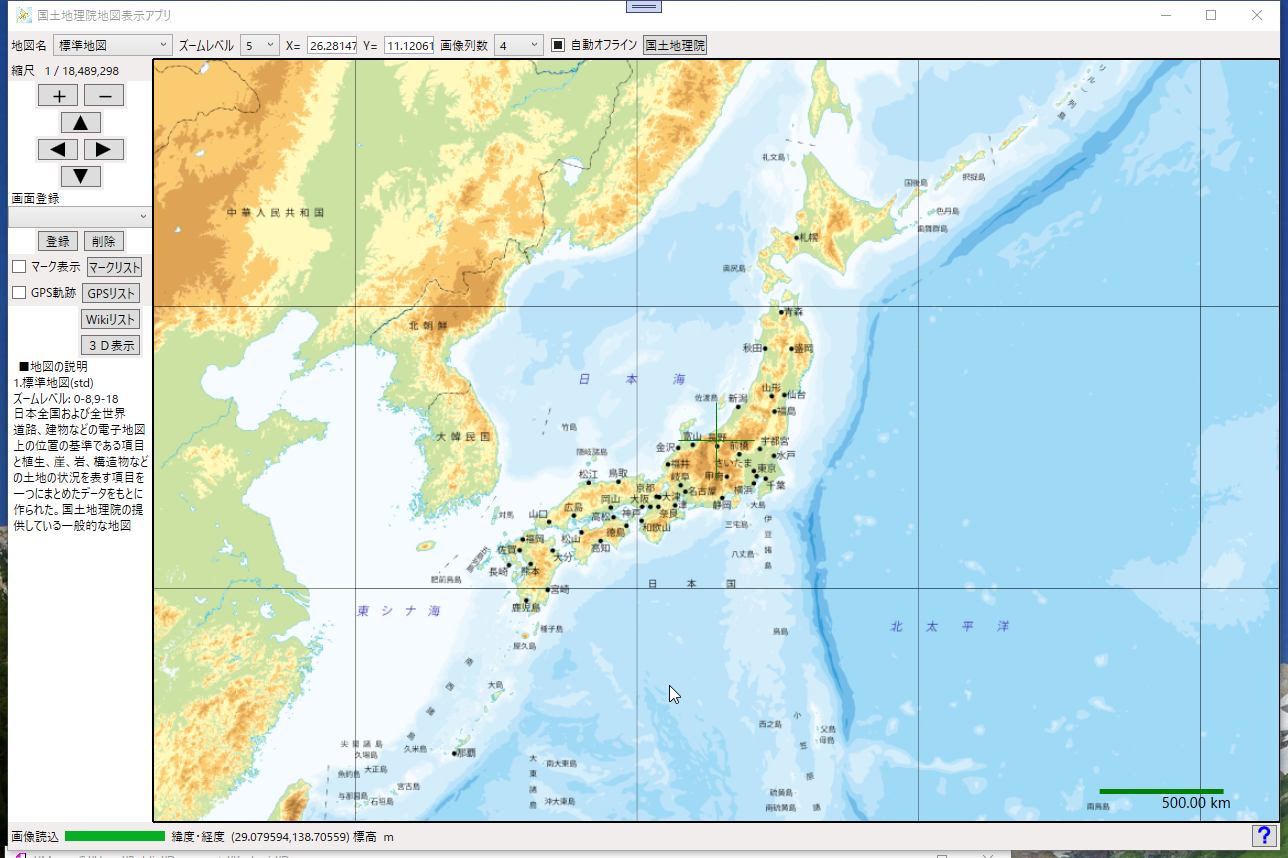 国土地理院地図表示アプリ
地図名 標準地図 ズームレベル 5 X= 26.28147 Y= 11.12061 画像列数 4 自動オフライン 国土地理院
縮尺 1 / 18,489,298
+ −
▲
◀ ▶
▼
画面登録
登録 削除
マーク表示 マークリスト
GPS軌跡 GPSリスト
Wikiリスト
3D表示
■地図の説明
1.標準地図(std)
ズームレベル: 0-8,9-18
日本全国および全世界
道路、建物などの電子地図
上の位置の基準である項目
と植生、崖、岩、構造物など
の土地の状況を表す項目を
一つにまとめたデータをもとに
作られた。国土地理院の提
供している一般的な地図
礼文島
国後島
択捉島
色丹島
中華人民共和国
札幌
奥尻島
北朝鮮
青森
秋田
盛岡
日本海
山形
佐渡島
新潟
仙台
福島
竹島
大韓民国
富山
長野
宇都宮
金沢
前橋
水戸
隠岐諸島
福井
さいたま
松江
鳥取
岐阜
甲府
東京
京都
名古屋
横浜
千葉
岡山
大阪
大津
津
静岡
大島
対馬
山口
広島
高松
神戸
奈良
徳島
和歌山
三宅島
伊豆諸島
福岡
松山
高知
佐賀
大分
八丈島
長崎
熊本
肥前鳥島
宮崎
日本国
東シナ海
鹿児島
種子島
鳥島
北太平洋
屋久島
南西諸島
大島
西之島
父島
母島
尖閣諸島
久場島
久米島
那覇
魚釣島
大正島
大東諸島
南大東島
宮古島
与那国島
石垣島
沖大東島
硫黄島
南硫黄島
南鳥島
500.00 km
画像読込 緯度・経度 (29.079594,138.70559) 標高 m
?